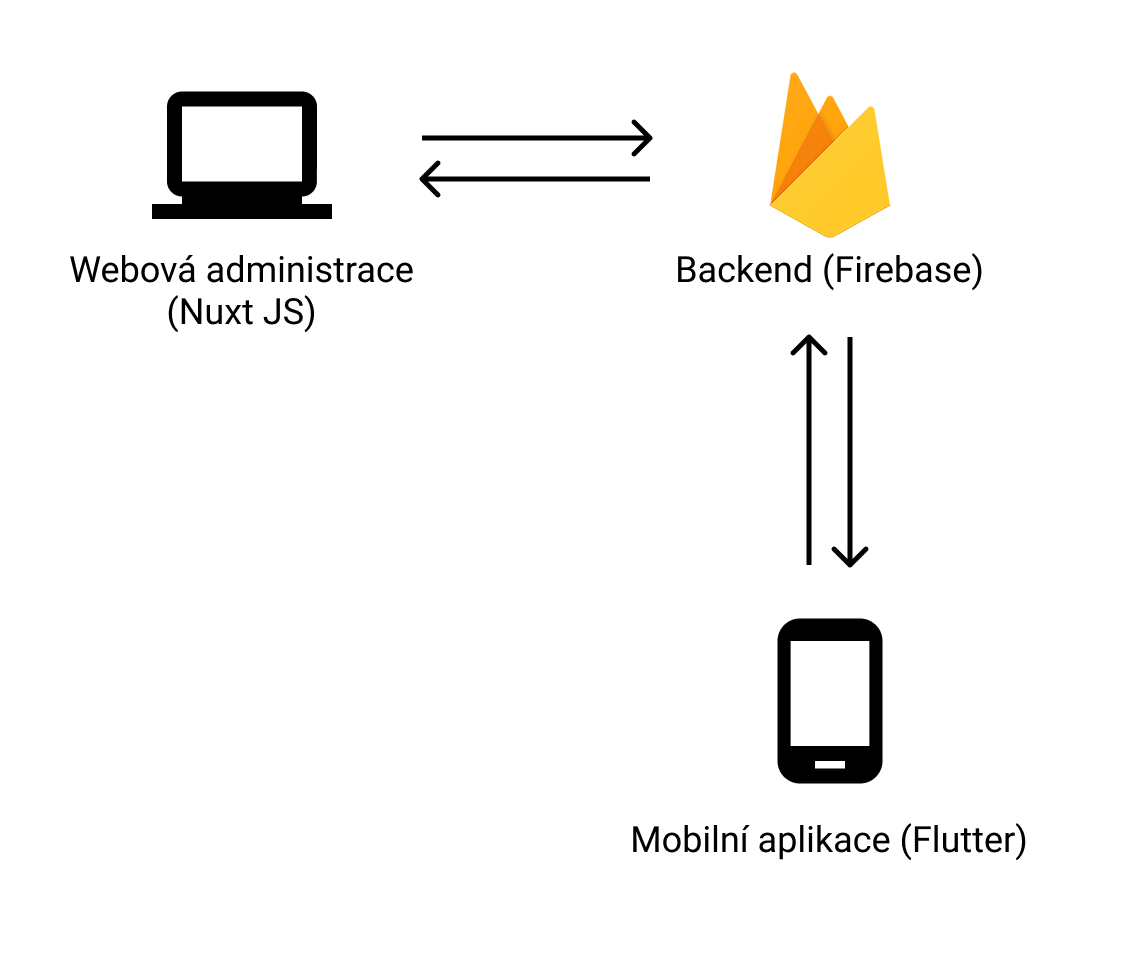 Webová administrace
(Nuxt JS)
Backend (Firebase)
Mobilní aplikace (Flutter)